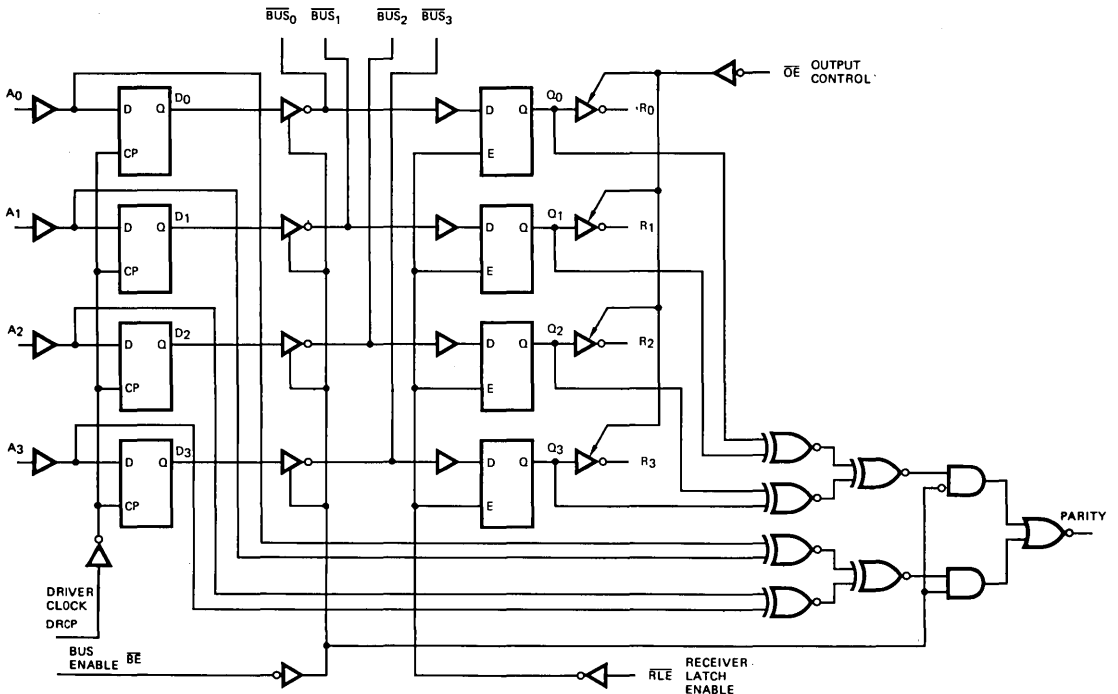 BUS0 BUS1 BUS2 BUS3
OE OUTPUT
CONTROL
A0 D Q D0 D Q Q0 R0
CP E
A1 D Q D1 D Q Q1 R1
CP E
A2 D Q D2 D Q Q2 R2
CP E
A3 D Q D3 D Q Q3 R3
CP E
PARITY
DRIVER
CLOCK
DRCP
BUS
ENABLE BE
RLE RECEIVER
LATCH
ENABLE